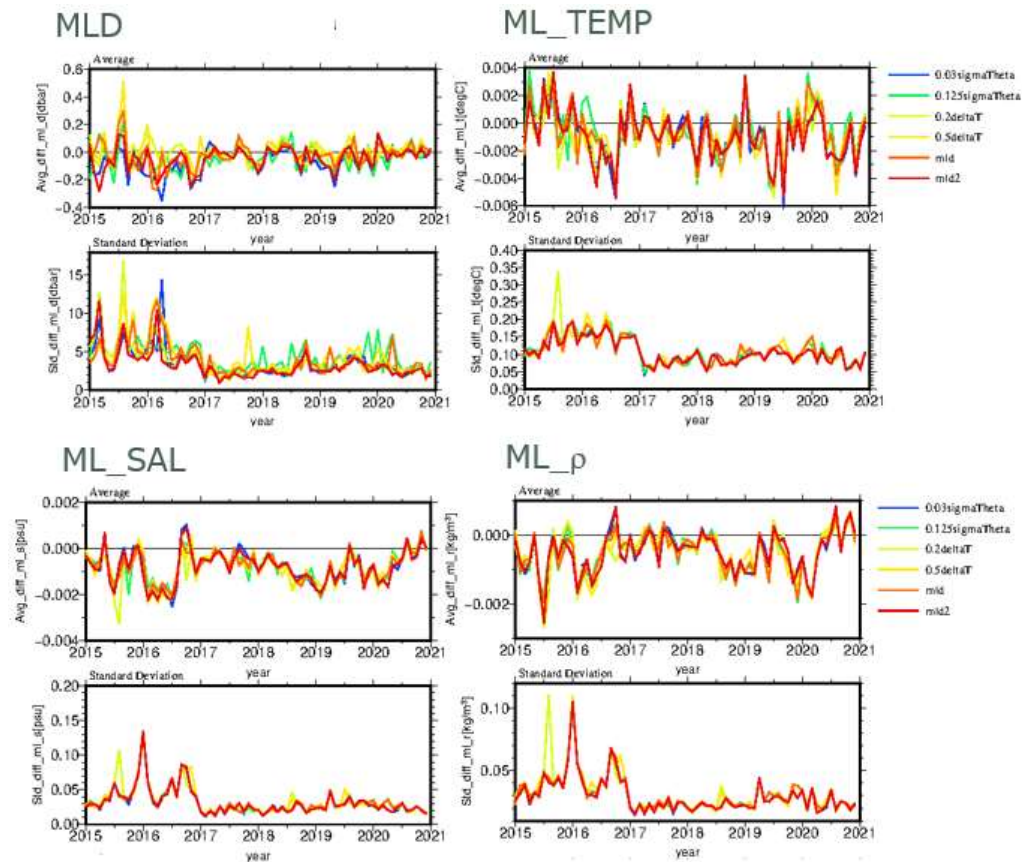 MLD
ML_TEMP
Average
Avg_diff_ml_d[dbar]
0.6
0.4
0.2
0.0
−0.2
−0.4
2015 2016 2017 2018 2019 2020 2021
year
Average
Avg_diff_ml_t[degC]
0.004
0.002
0.000
−0.002
−0.004
−0.006
2015 2016 2017 2018 2019 2020 2021
year
0.03sigmaTheta
0.125sigmaTheta
0.2deltaT
0.5deltaT
mld
mld2
Standard Deviation
Std_diff_ml_d[dbar]
15
10
5
0
2015 2016 2017 2018 2019 2020 2021
year
Standard Deviation
Std_diff_ml_t[degC]
0.40
0.35
0.30
0.25
0.20
0.15
0.10
0.05
0.00
2015 2016 2017 2018 2019 2020 2021
year
ML_SAL
ML_ρ
Average
Avg_diff_ml_s[psu]
0.002
0.000
−0.002
−0.004
2015 2016 2017 2018 2019 2020 2021
year
Average
Avg_diff_ml_r[kg/m³]
0.000
−0.002
2015 2016 2017 2018 2019 2020 2021
year
0.03sigmaTheta
0.125sigmaTheta
0.2deltaT
0.5deltaT
mld
mld2
Standard Deviation
Std_diff_ml_s[psu]
0.20
0.15
0.10
0.05
0.00
2015 2016 2017 2018 2019 2020 2021
year
Standard Deviation
Std_diff_ml_r[kg/m³]
0.10
0.05
2015 2016 2017 2018 2019 2020 2021
year